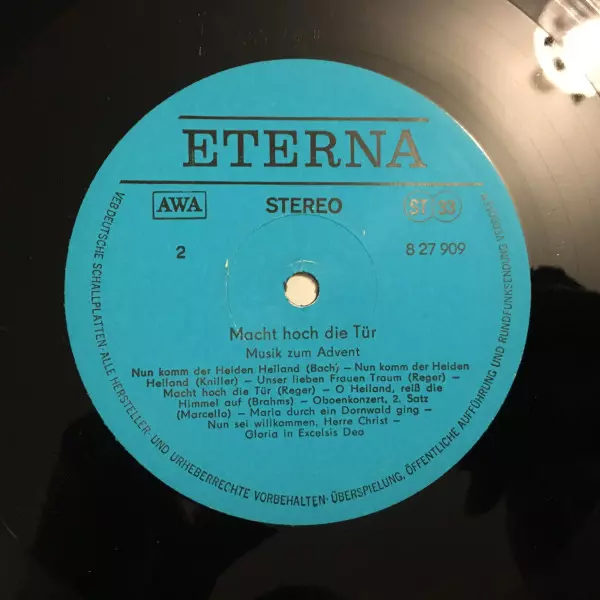 ETERNA
AWA
STEREO
ST 33
2
8 27 909
Macht hoch die Tür
Musik zum Advent
Nun komm der Heiden Heiland (Bach) – Nun komm der Heiden
Heiland (Kniller) – Unser lieben Frauen Traum (Reger) –
Macht hoch die Tür (Reger) – O Heiland, reiß die
Himmel auf (Brahms) – Oboenkonzert, 2. Satz
(Marcello) – Maria durch ein Dornwald ging –
Nun sei willkommen, Herre Christ –
Gloria in Excelsis Deo
VEB DEUTSCHE SCHALLPLATTEN · ALLE HERSTELLER- UND URHEBERRECHTE VORBEHALTEN · ÜBERSPIELUNG, ÖFFENTLICHE AUFFÜHRUNG UND RUNDFUNKSENDUNG